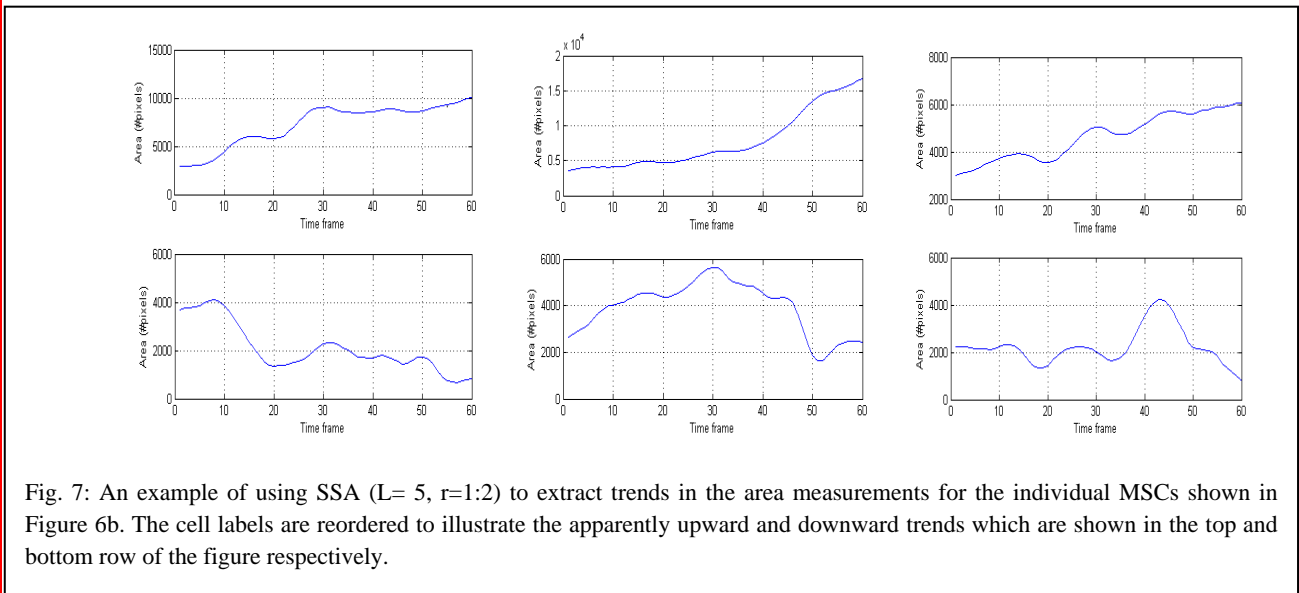 15000
10000
5000
0
Area (#pixels)
0 10 20 30 40 50 60
Time frame
x 10^4
2
1.5
1
0.5
0
Area (#pixels)
0 10 20 30 40 50 60
Time frame
8000
6000
4000
2000
Area (#pixels)
0 10 20 30 40 50 60
Time frame
6000
4000
2000
0
Area (#pixels)
0 10 20 30 40 50 60
Time frame
6000
4000
2000
0
Area (#pixels)
0 10 20 30 40 50 60
Time frame
6000
4000
2000
0
Area (#pixels)
0 10 20 30 40 50 60
Time frame
Fig. 7: An example of using SSA (L= 5, r=1:2) to extract trends in the area measurements for the individual MSCs shown in
Figure 6b. The cell labels are reordered to illustrate the apparently upward and downward trends which are shown in the top and
bottom row of the figure respectively.